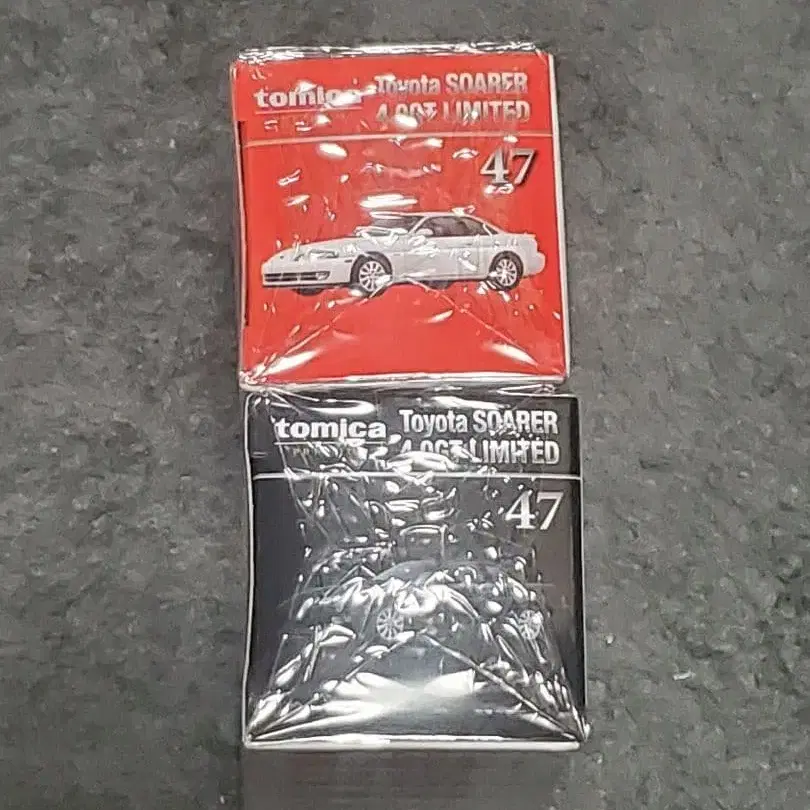 tomica
Toyota SOARER
4.0GT LIMITED
47
tomica
Toyota SOARER
4.0GT LIMITED
47